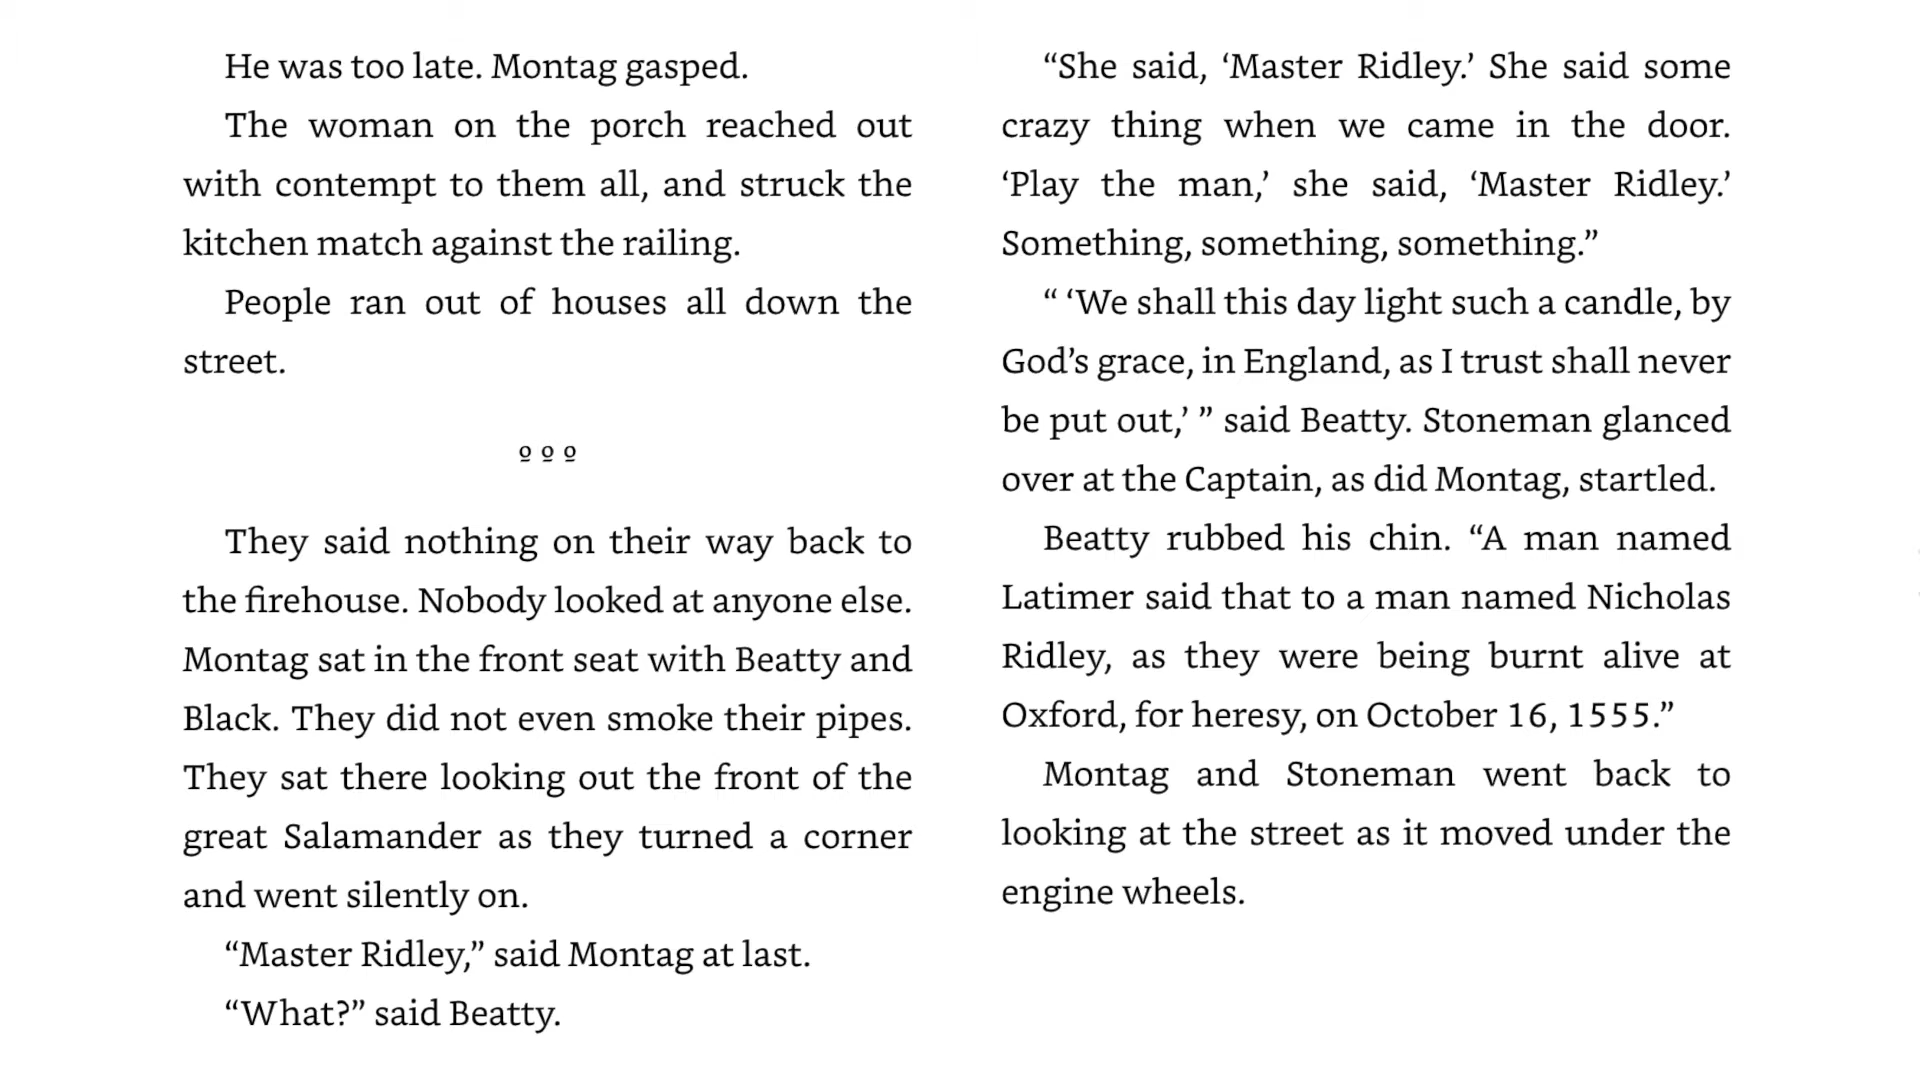 He was too late. Montag gasped.
The woman on the porch reached out
with contempt to them all, and struck the
kitchen match against the railing.
People ran out of houses all down the
street.
º º º
They said nothing on their way back to
the firehouse. Nobody looked at anyone else.
Montag sat in the front seat with Beatty and
Black. They did not even smoke their pipes.
They sat there looking out the front of the
great Salamander as they turned a corner
and went silently on.
“Master Ridley,” said Montag at last.
“What?” said Beatty.
“She said, ‘Master Ridley.’ She said some
crazy thing when we came in the door.
‘Play the man,’ she said, ‘Master Ridley.’
Something, something, something.”
“ ‘We shall this day light such a candle, by
God’s grace, in England, as I trust shall never
be put out,’ ” said Beatty. Stoneman glanced
over at the Captain, as did Montag, startled.
Beatty rubbed his chin. “A man named
Latimer said that to a man named Nicholas
Ridley, as they were being burnt alive at
Oxford, for heresy, on October 16, 1555.”
Montag and Stoneman went back to
looking at the street as it moved under the
engine wheels.